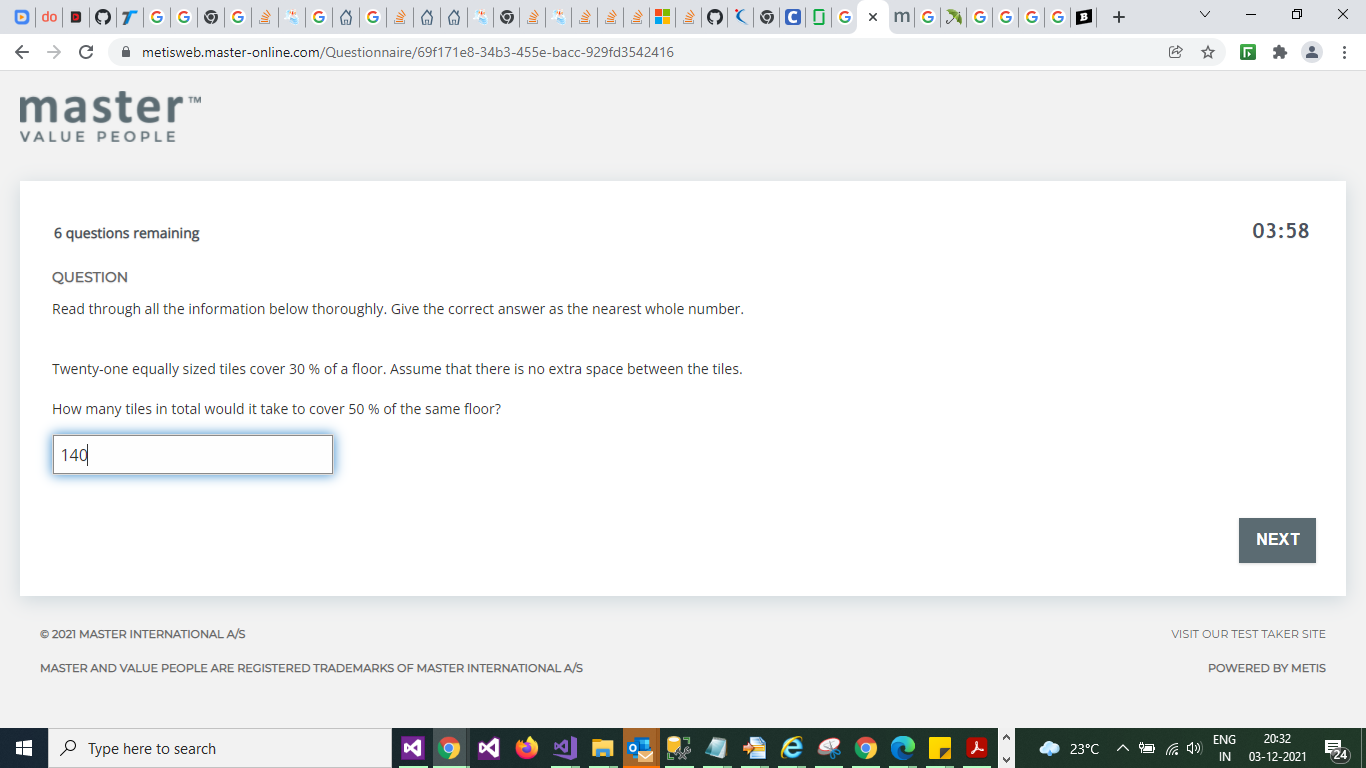 do
metisweb.master-online.com/Questionnaire/69f171e8-34b3-455e-bacc-929fd3542416
master™
VALUE PEOPLE
6 questions remaining
03:58
QUESTION
Read through all the information below thoroughly. Give the correct answer as the nearest whole number.
Twenty-one equally sized tiles cover 30 % of a floor. Assume that there is no extra space between the tiles.
How many tiles in total would it take to cover 50 % of the same floor?
140
NEXT
© 2021 MASTER INTERNATIONAL A/S
VISIT OUR TEST TAKER SITE
MASTER AND VALUE PEOPLE ARE REGISTERED TRADEMARKS OF MASTER INTERNATIONAL A/S
POWERED BY METIS
Type here to search
23°C
ENG
IN
20:32
03-12-2021
24